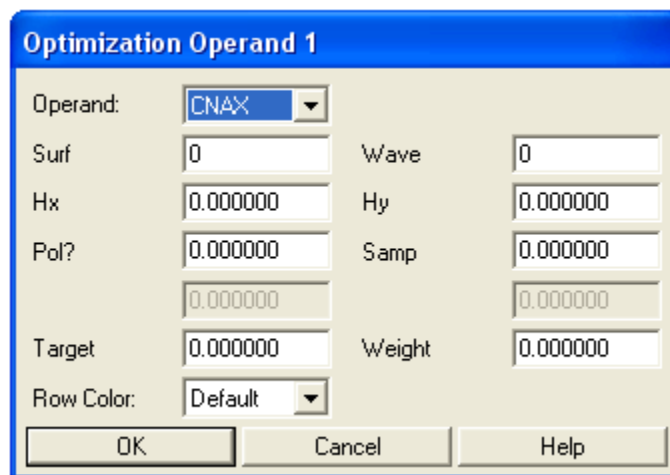 Optimization Operand 1
Operand: CNAX
Surf 0 Wave 0
Hx 0.000000 Hy 0.000000
Pol? 0.000000 Samp 0.000000
0.000000 0.000000
Target 0.000000 Weight 0.000000
Row Color: Default
OK Cancel Help